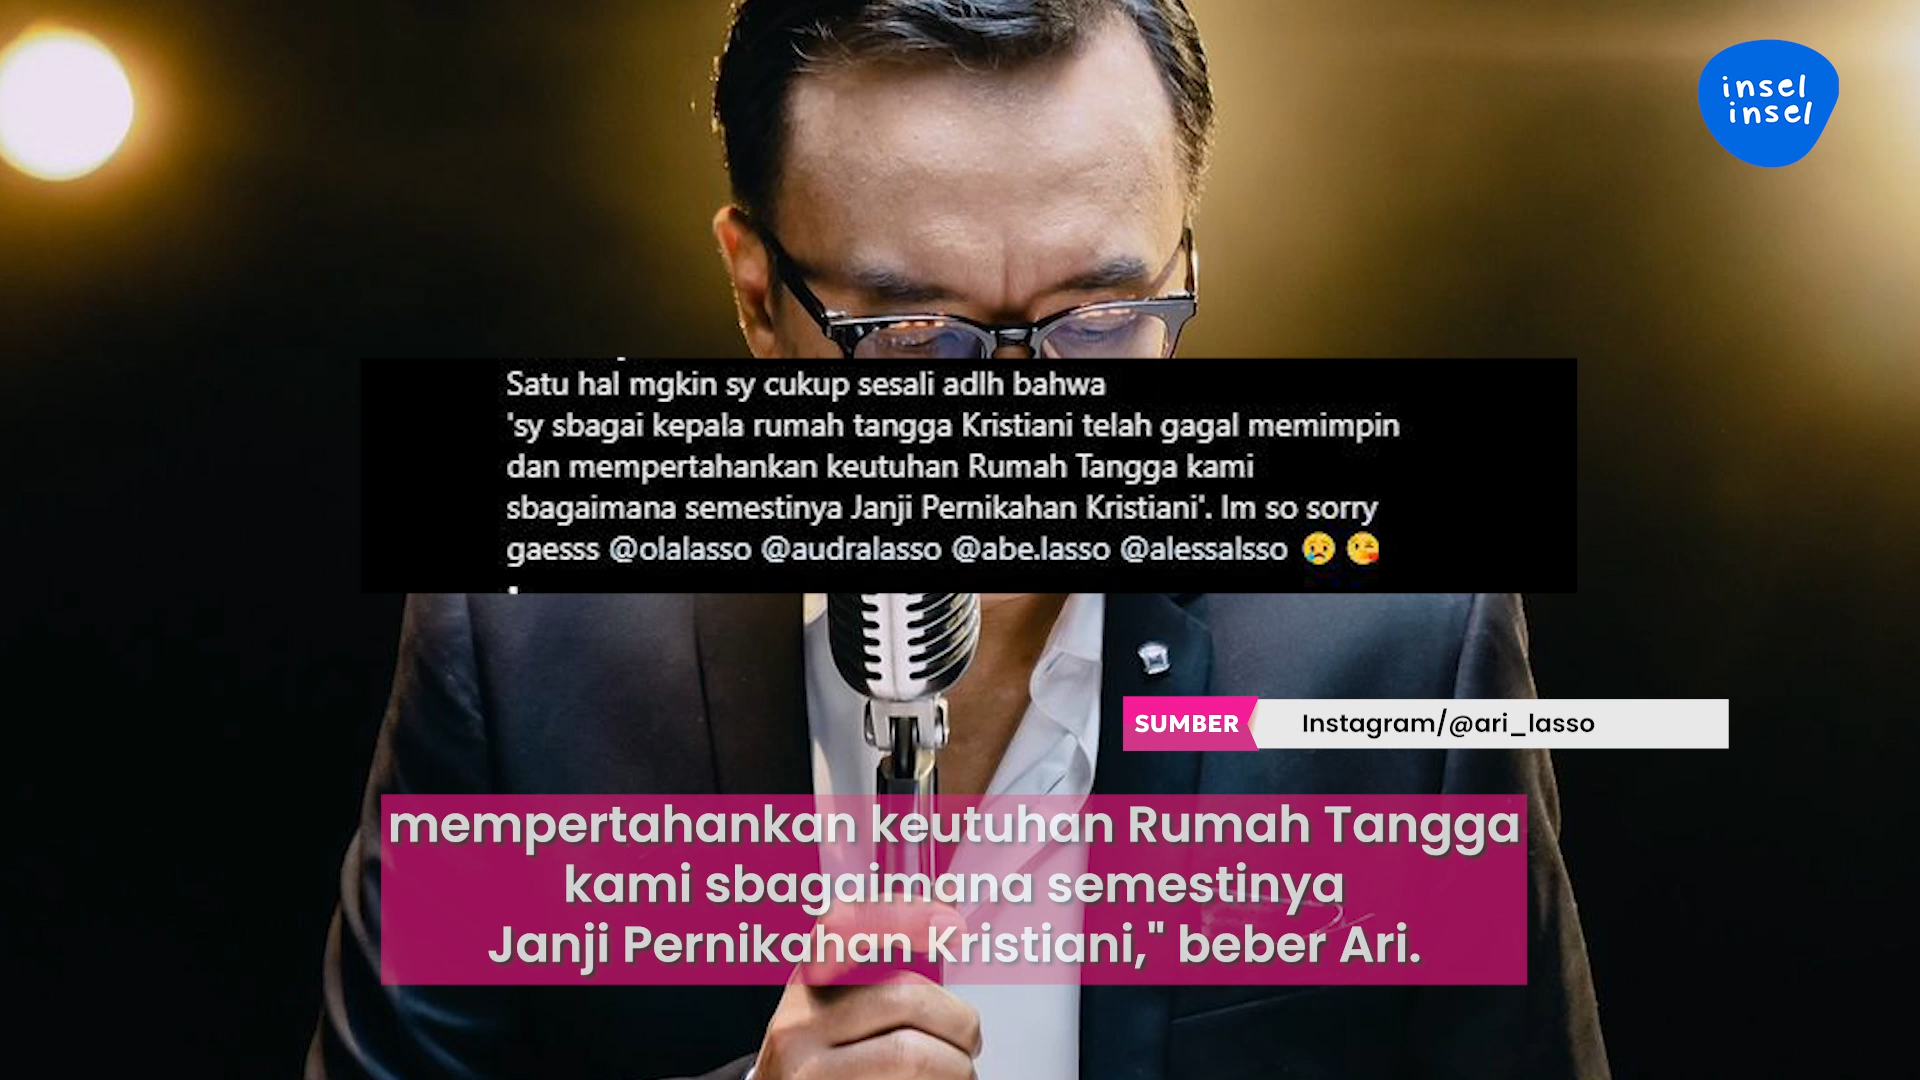 insel
insel
Satu hal mgkin sy cukup sesali adlh bahwa
'sy sbagai kepala rumah tangga Kristiani telah gagal memimpin
dan mempertahankan keutuhan Rumah Tangga kami
sbagaimana semestinya Janji Pernikahan Kristiani'. Im so sorry
gaesss @olalasso @audralasso @abe.lasso @alessalsso 😢 😘
SUMBER Instagram/@ari_lasso
mempertahankan keutuhan Rumah Tangga
kami sbagaimana semestinya
Janji Pernikahan Kristiani," beber Ari.